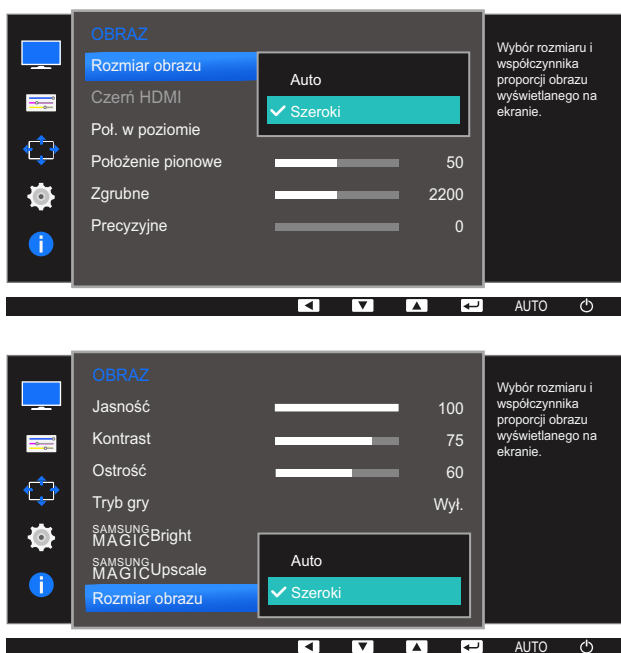 OBRAZ
Rozmiar obrazu
Auto
Czerń HDMI
Szeroki
Poł. w poziomie
Położenie pionowe 50
Zgrubne 2200
Precyzyjne 0
Wybór rozmiaru i
współczynnika
proporcji obrazu
wyświetlanego na
ekranie.
AUTO
OBRAZ
Jasność 100
Kontrast 75
Ostrość 60
Tryb gry Wył.
SAMSUNG
MAGICBright
SAMSUNG
MAGICUpscale
Auto
Rozmiar obrazu
Szeroki
Wybór rozmiaru i
współczynnika
proporcji obrazu
wyświetlanego na
ekranie.
AUTO